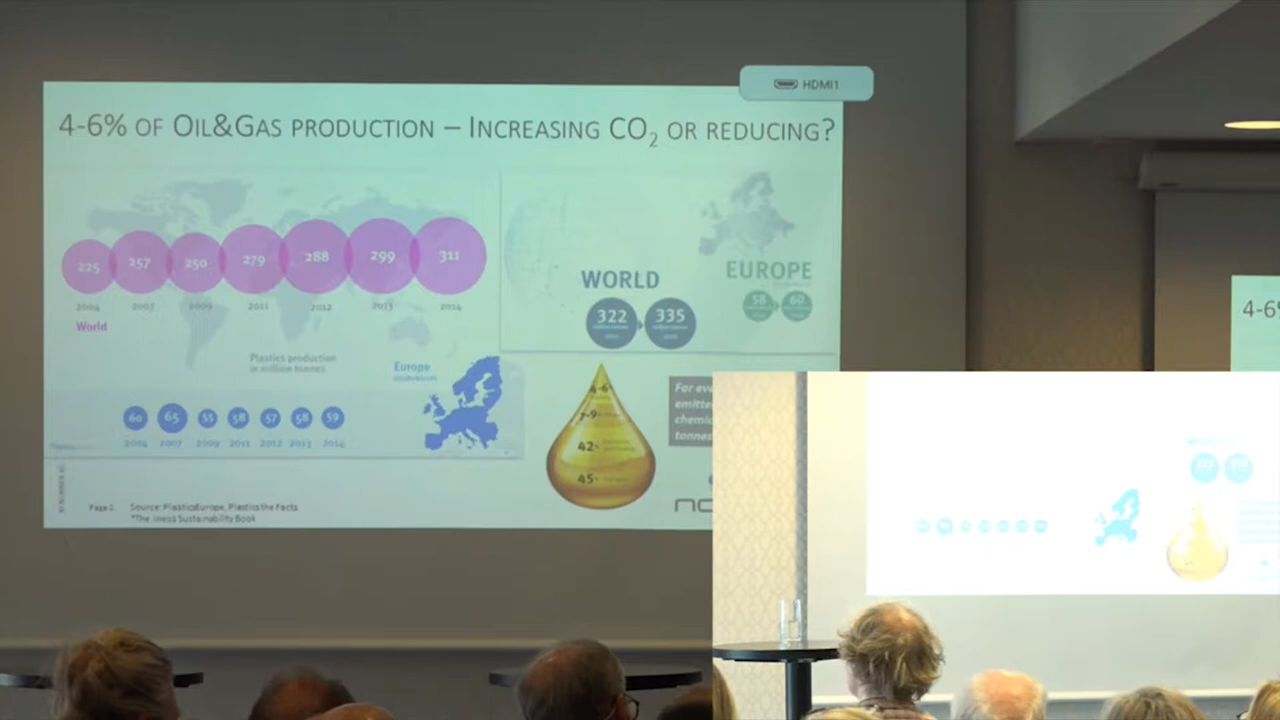 HDMI1
4-6% OF OIL&GAS PRODUCTION – INCREASING CO2 OR REDUCING?
225 257 250 279 288 299 311
2004 2007 2009 2011 2012 2013 2014
World
Plastics production
in million tonnes
Europe
60 65 55 58 57 58 59
2004 2007 2009 2011 2012 2013 2014
WORLD
322 335
EUROPE
58 60
4-6
7-9
42%
45%
For eve
emitte
chemic
tonnes
Page 2
Source: PlasticsEurope, Plastics the Facts
*The Ineos Sustainability Book
4-6